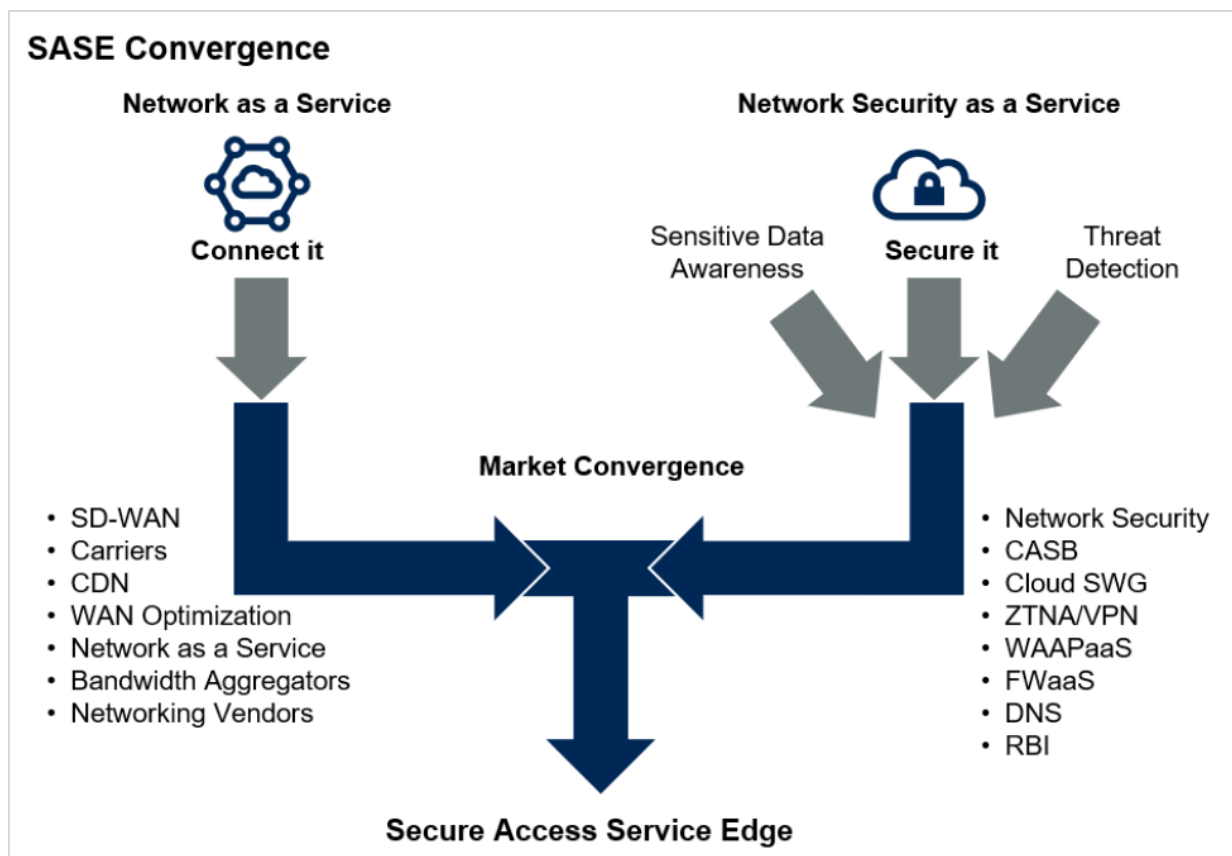 SASE Convergence
Network as a Service
Connect it
Network Security as a Service
Sensitive Data
Awareness
Secure it
Threat
Detection
Market Convergence
• SD-WAN
• Carriers
• CDN
• WAN Optimization
• Network as a Service
• Bandwidth Aggregators
• Networking Vendors
• Network Security
• CASB
• Cloud SWG
• ZTNA/VPN
• WAAPaaS
• FWaaS
• DNS
• RBI
Secure Access Service Edge